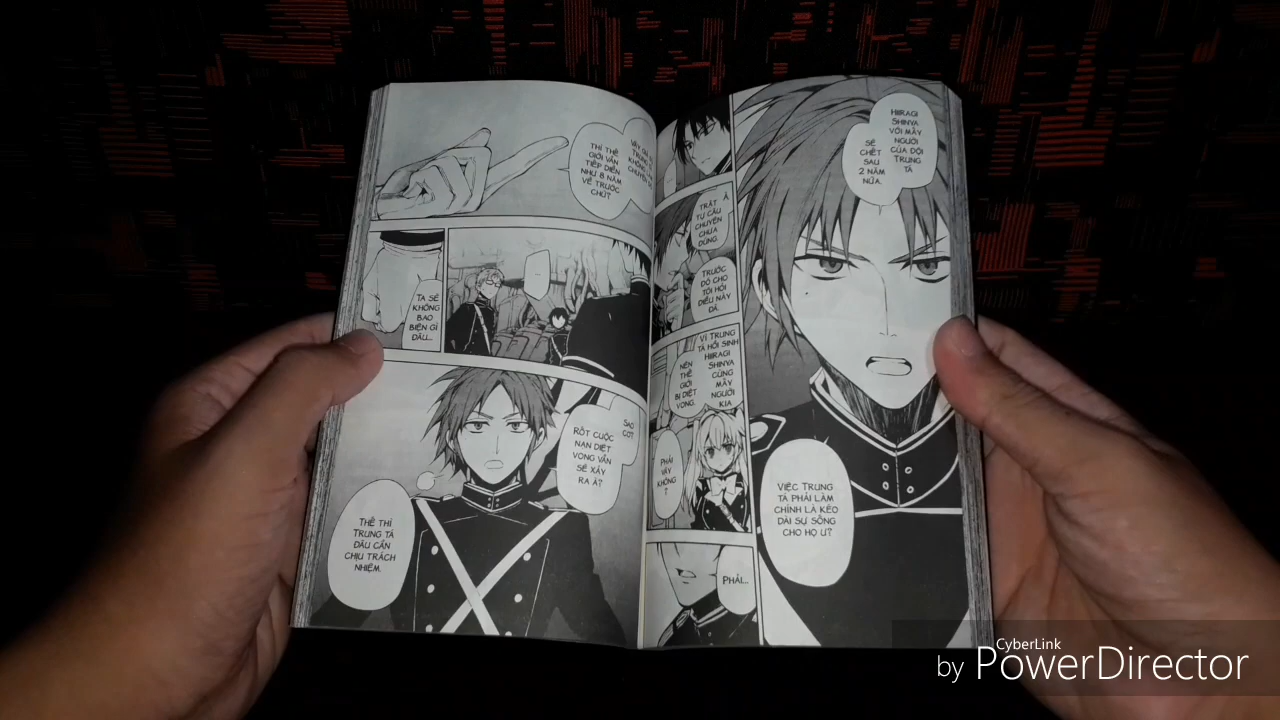 THÌ THẾ
GIỚI VẪN
TIẾP DIỄN
NHƯ 8 NĂM
VỀ TRƯỚC
CHỨ?
TA SẼ
KHÔNG
BAO
BIỆN GÌ
ĐÂU...
...
SAO
CƠ?
RỐT CUỘC
NẠN DIỆT
VONG VẪN
SẼ XẢY
RA À?
THẾ THÌ
TRUNG TÁ
ĐÂU CẦN
CHỊU TRÁCH
NHIỆM.
HIIRAGI
SHINYA
VỚI MẤY
NGƯỜI
CỦA ĐỘI
TRUNG
TÁ
SẼ
CHẾT
SAU
2 NĂM
NỮA.
VIỆC TRUNG
TÁ PHẢI LÀM
CHÍNH LÀ KÉO
DÀI SỰ SỐNG
CHO HỌ Ư?
À
TRẬT
TỰ CÂU
CHUYỆN
CHƯA
ĐÚNG.
TRƯỚC
ĐÓ CHO
TÔI HỎI
ĐIỀU NÀY
ĐÃ.
VÌ TRUNG
TÁ HỒI SINH
HIIRAGI
SHINYA
CÙNG
MẤY
NGƯỜI
KIA
NÊN
THẾ
GIỚI
BỊ DIỆT
VONG.
PHẢI
VẬY
KHÔNG
?
PHẢI...
CyberLink
by PowerDirector